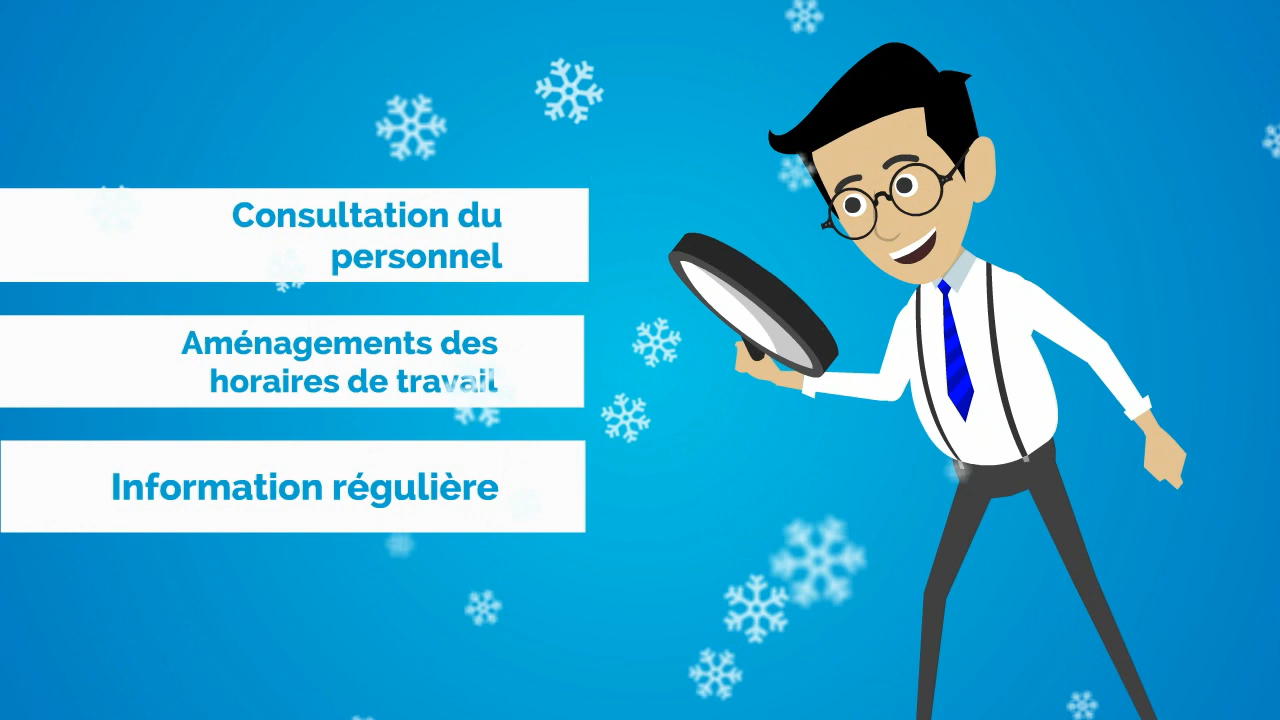 Consultation du
personnel
Aménagements des
horaires de travail
Information régulière